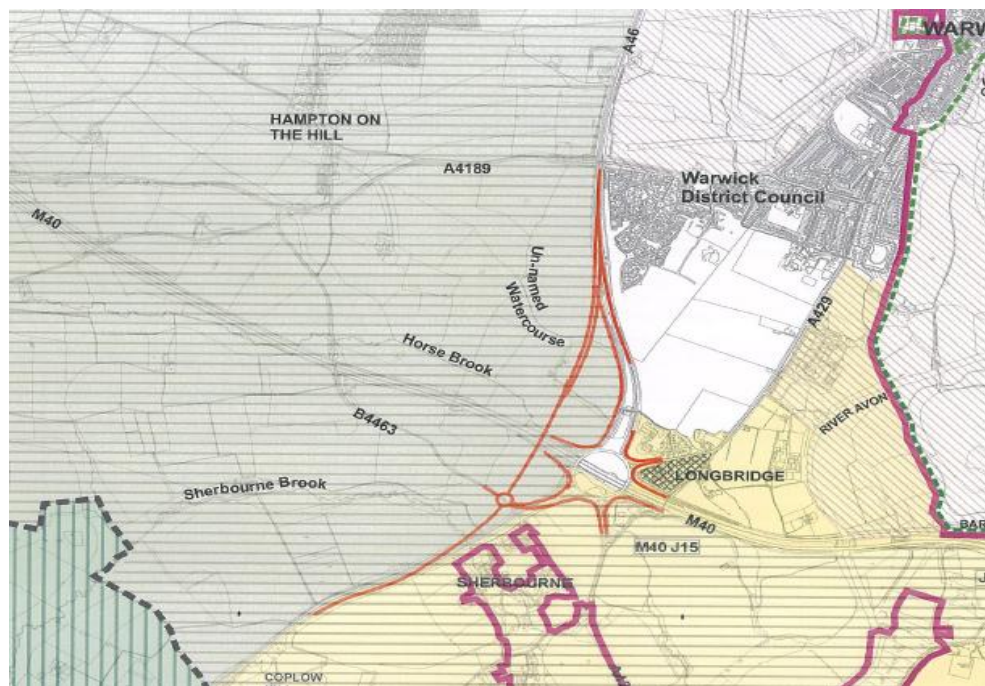 A46
WARW
HAMPTON ON
THE HILL
A4189
Warwick
District Council
M40
Un-named
Watercourse
A429
Horse Brook
B4463
RIVER AVON
Sherbourne Brook
LONGBRIDGE
M40
BAR
M40 J15
SHERBOURNE
COPLOW